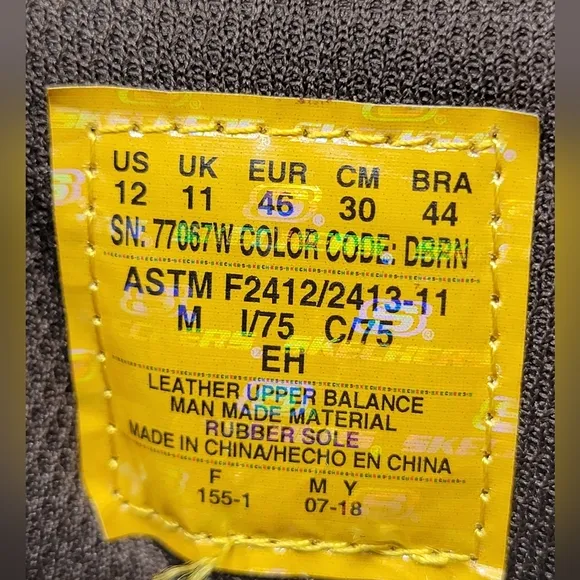 US UK EUR CM BRA
12 11 46 30 44
SN: 77067W COLOR CODE: DBRN
ASTM F2412/2413-11
M I/75 C/75
EH
LEATHER UPPER BALANCE
MAN MADE MATERIAL
RUBBER SOLE
MADE IN CHINA/HECHO EN CHINA
F M Y
155-1 07-18